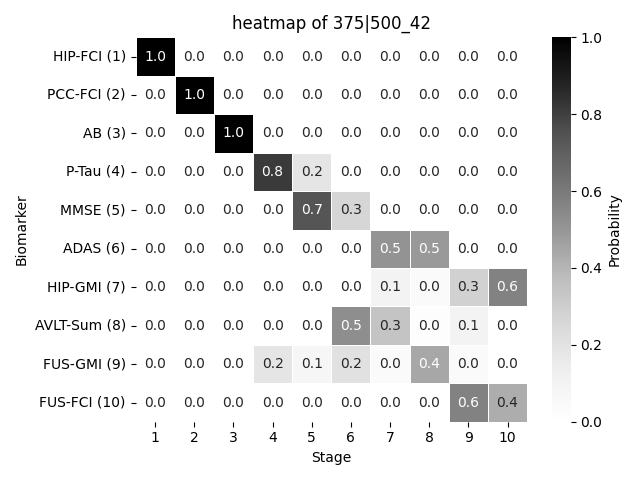 heatmap of 375|500_42
HIP-FCI (1) 1.0 0.0 0.0 0.0 0.0 0.0 0.0 0.0 0.0 0.0
PCC-FCI (2) 0.0 1.0 0.0 0.0 0.0 0.0 0.0 0.0 0.0 0.0
AB (3) 0.0 0.0 1.0 0.0 0.0 0.0 0.0 0.0 0.0 0.0
P-Tau (4) 0.0 0.0 0.0 0.8 0.2 0.0 0.0 0.0 0.0 0.0
MMSE (5) 0.0 0.0 0.0 0.0 0.7 0.3 0.0 0.0 0.0 0.0
ADAS (6) 0.0 0.0 0.0 0.0 0.0 0.0 0.5 0.5 0.0 0.0
HIP-GMI (7) 0.0 0.0 0.0 0.0 0.0 0.0 0.1 0.0 0.3 0.6
AVLT-Sum (8) 0.0 0.0 0.0 0.0 0.0 0.5 0.3 0.0 0.1 0.0
FUS-GMI (9) 0.0 0.0 0.0 0.2 0.1 0.2 0.0 0.4 0.0 0.0
FUS-FCI (10) 0.0 0.0 0.0 0.0 0.0 0.0 0.0 0.0 0.6 0.4
1 2 3 4 5 6 7 8 9 10
Stage
Biomarker
1.0
0.8
0.6
0.4
0.2
0.0
Probability